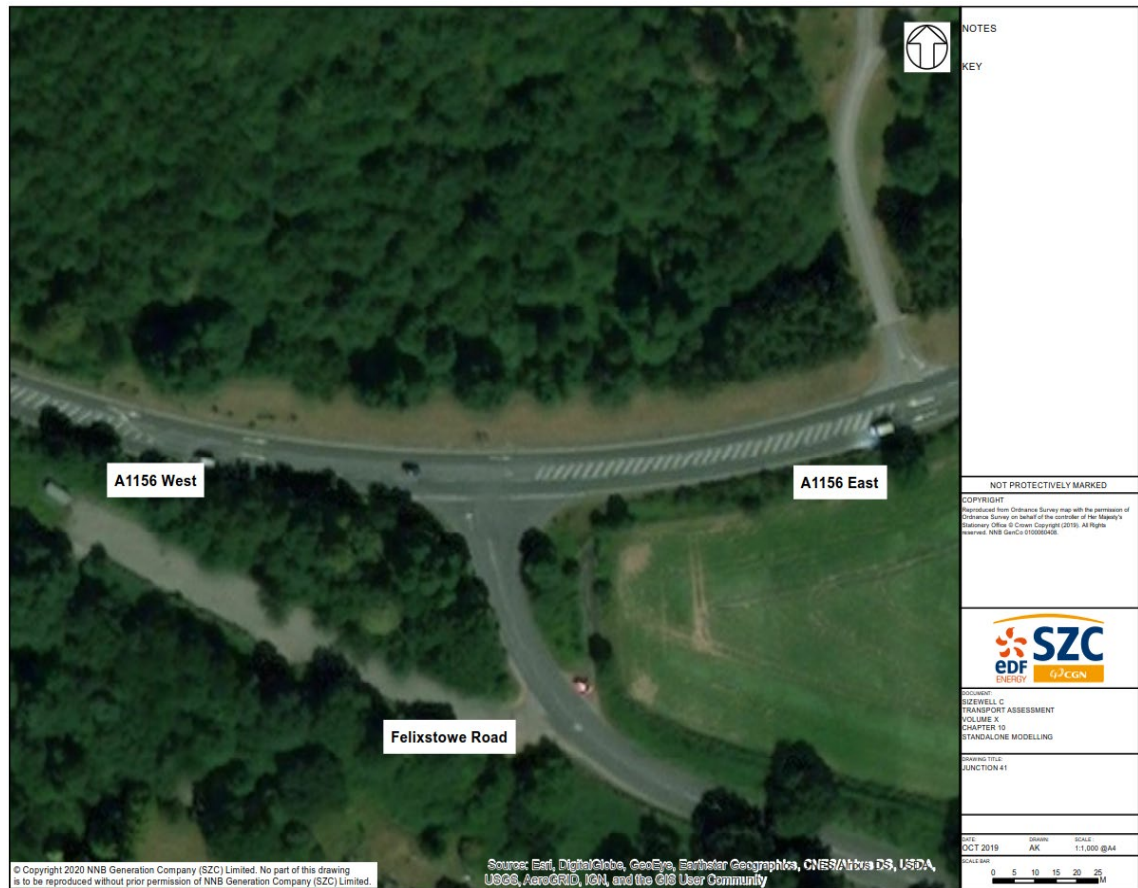 NOTES
KEY
A1156 West
A1156 East
Felixstowe Road
NOT PROTECTIVELY MARKED
COPYRIGHT
Reproduced from Ordnance Survey map with the permission of
Ordnance Survey on behalf of the controller of Her Majesty's
Stationery Office © Crown Copyright (2019). All Rights
reserved. NNB GenCo 0100060408.
eDF
ENERGY
SZC
CGN
DOCUMENT:
SIZEWELL C
TRANSPORT ASSESSMENT
VOLUME X
CHAPTER 10
STANDALONE MODELLING
DRAWING TITLE:
JUNCTION 41
DATE: DRAWN: SCALE :
OCT 2019 AK 1:1,000 @A4
SCALE BAR
0 5 10 15 20 25
M
© Copyright 2020 NNB Generation Company (SZC) Limited. No part of this drawing
is to be reproduced without prior permission of NNB Generation Company (SZC) Limited.
Source: Esri, DigitalGlobe, GeoEye, Earthstar Geographics, CNES/Airbus DS, USDA,
USGS, AeroGRID, IGN, and the GIS User Community